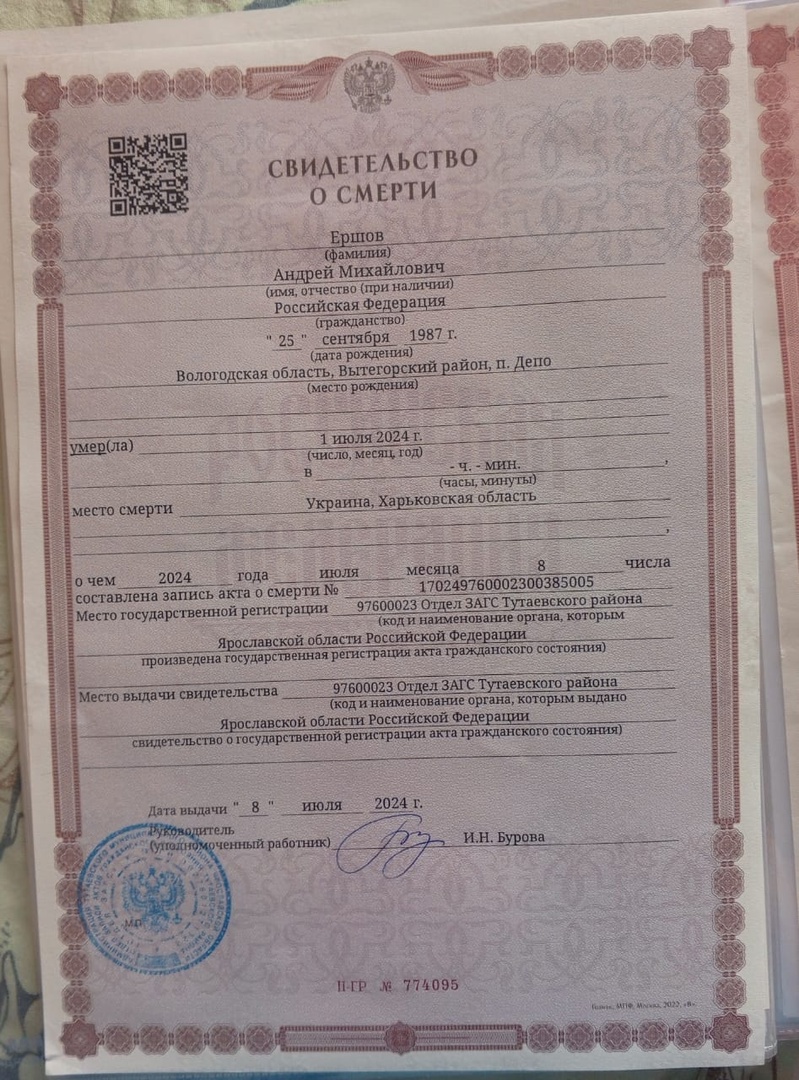 СВИДЕТЕЛЬСТВО
О СМЕРТИ
Ершов
(фамилия)
Андрей Михайлович
(имя, отчество (при наличии)
Российская Федерация
(гражданство)
" 25 " сентября 1987 г.
(дата рождения)
Вологодская область, Вытегорский район, п. Депо
(место рождения)
умер(ла) 1 июля 2024 г.
(число, месяц, год)
в - ч. - мин. ,
(часы, минуты)
место смерти Украина, Харьковская область
,
о чем 2024 года июля месяца 8 числа
составлена запись акта о смерти № 170249760002300385005
Место государственной регистрации 97600023 Отдел ЗАГС Тутаевского района
(код и наименование органа, которым
Ярославской области Российской Федерации
произведена государственная регистрация акта гражданского состояния)
Место выдачи свидетельства 97600023 Отдел ЗАГС Тутаевского района
(код и наименование органа, которым выдано
Ярославской области Российской Федерации
свидетельство о государственной регистрации акта гражданского состояния)
Дата выдачи " 8 " июля 2024 г.
Руководитель
(уполномоченный работник) И.Н. Бурова
М.П.
II-ГР № 774095
МПФ, Москва, 2022, «В».